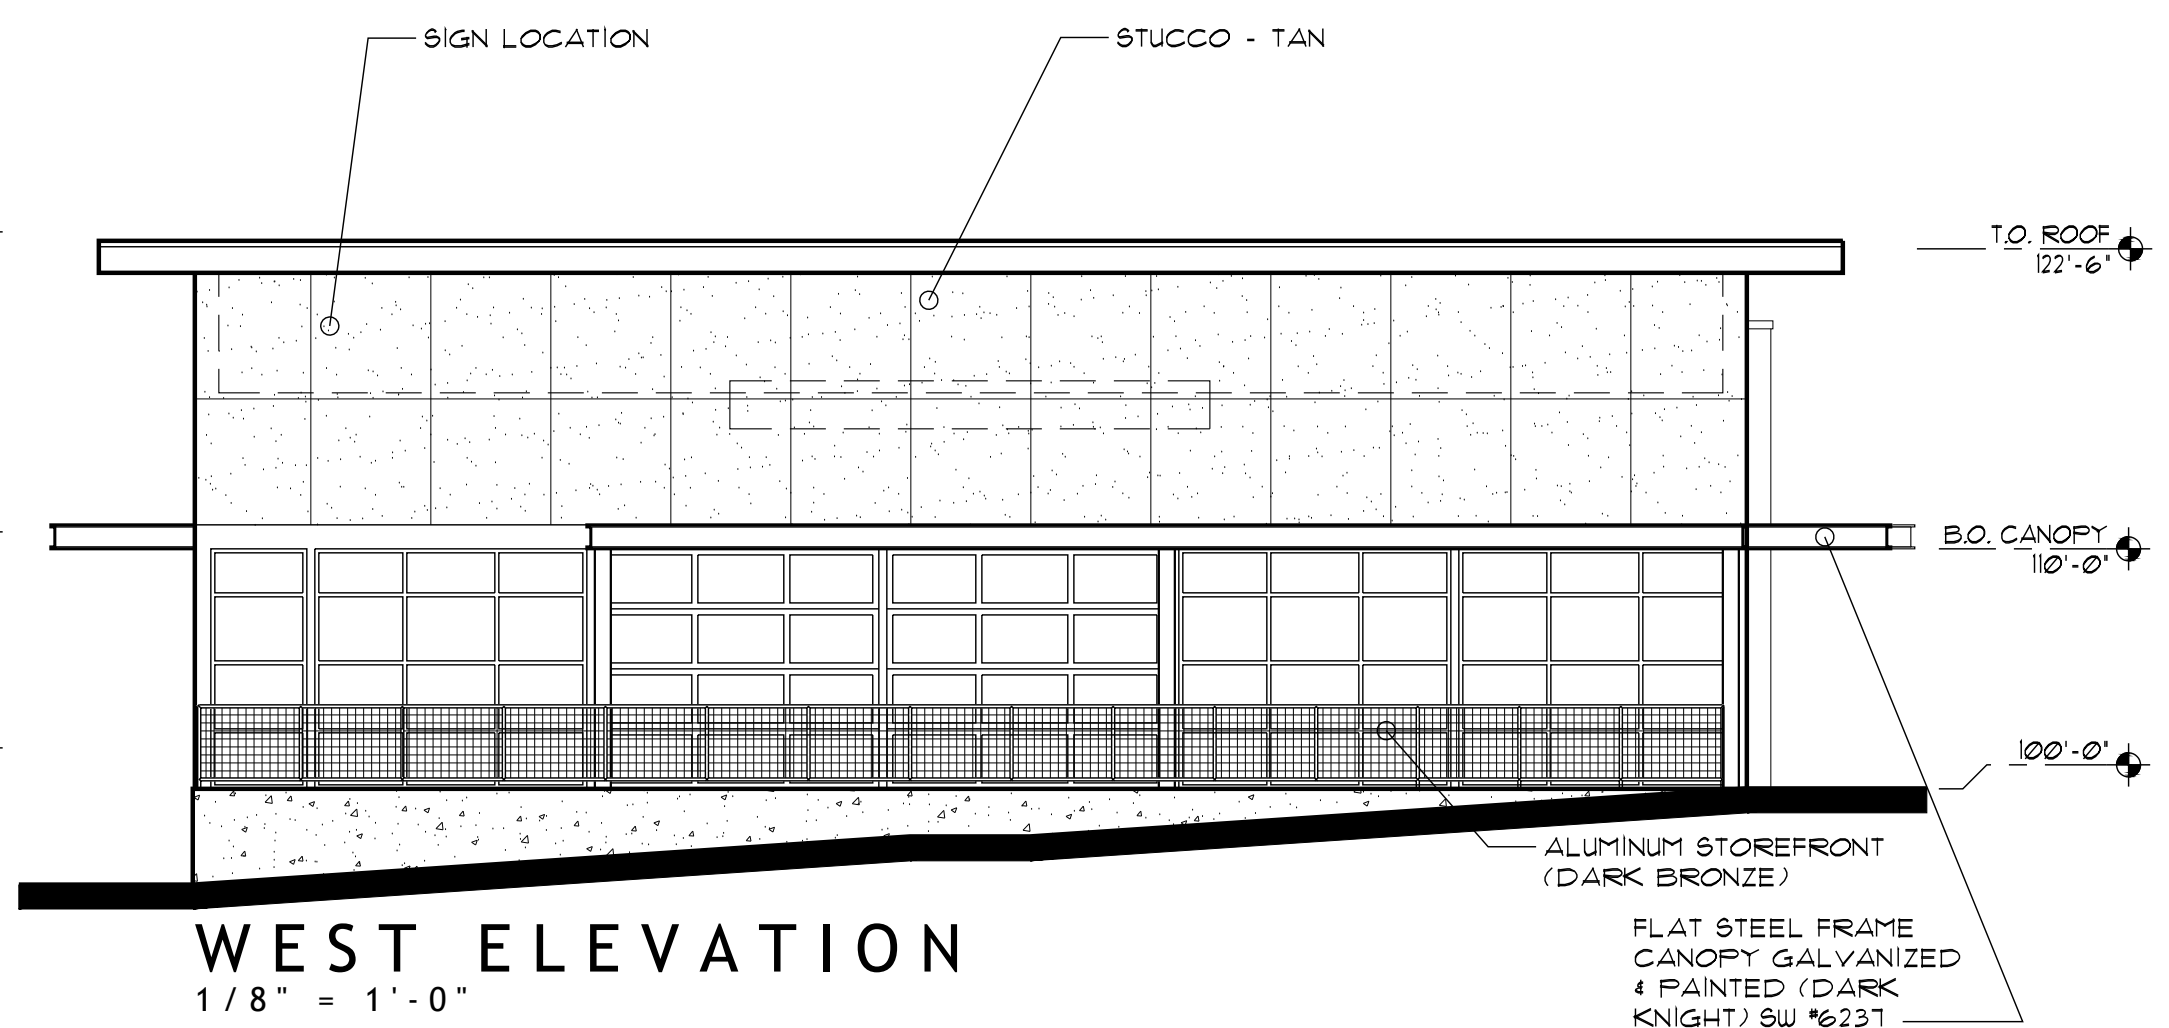 SIGN LOCATION
STUCCO - TAN
T.O. ROOF
122'-6"
B.O. CANOPY
110'-0"
100'-0"
ALUMINUM STOREFRONT
(DARK BRONZE)
FLAT STEEL FRAME
CANOPY GALVANIZED
& PAINTED (DARK
KNIGHT) SW #6237
WEST ELEVATION
1/8" = 1'-0"